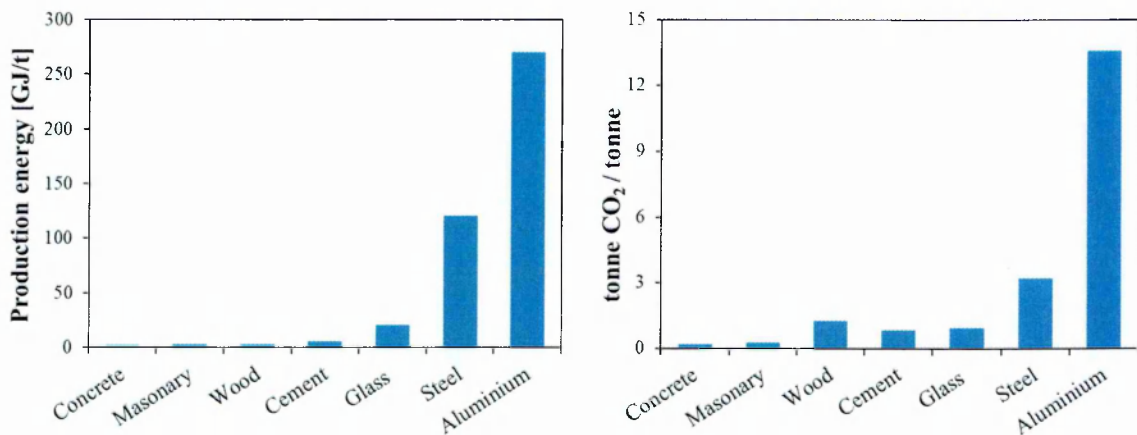 Production energy [GJ/t]
300
250
200
150
100
50
0
Concrete
Masonary
Wood
Cement
Glass
Steel
Aluminium
tonne CO₂ / tonne
15
12
9
6
3
0
Concrete
Masonary
Wood
Cement
Glass
Steel
Aluminium